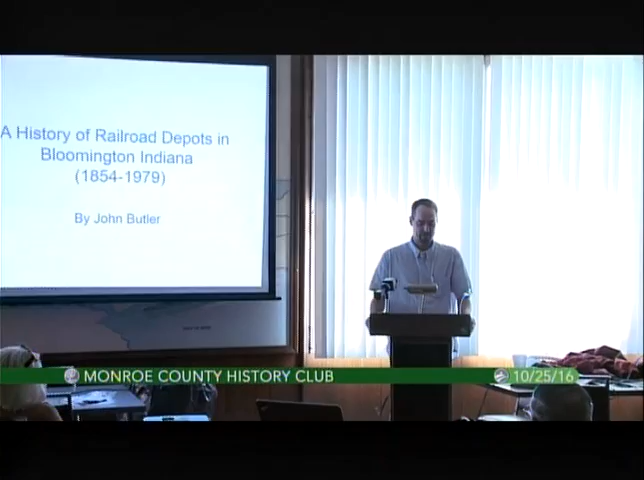 A History of Railroad Depots in
Bloomington Indiana
(1854-1979)
By John Butler
MONROE COUNTY HISTORY CLUB
10/25/16